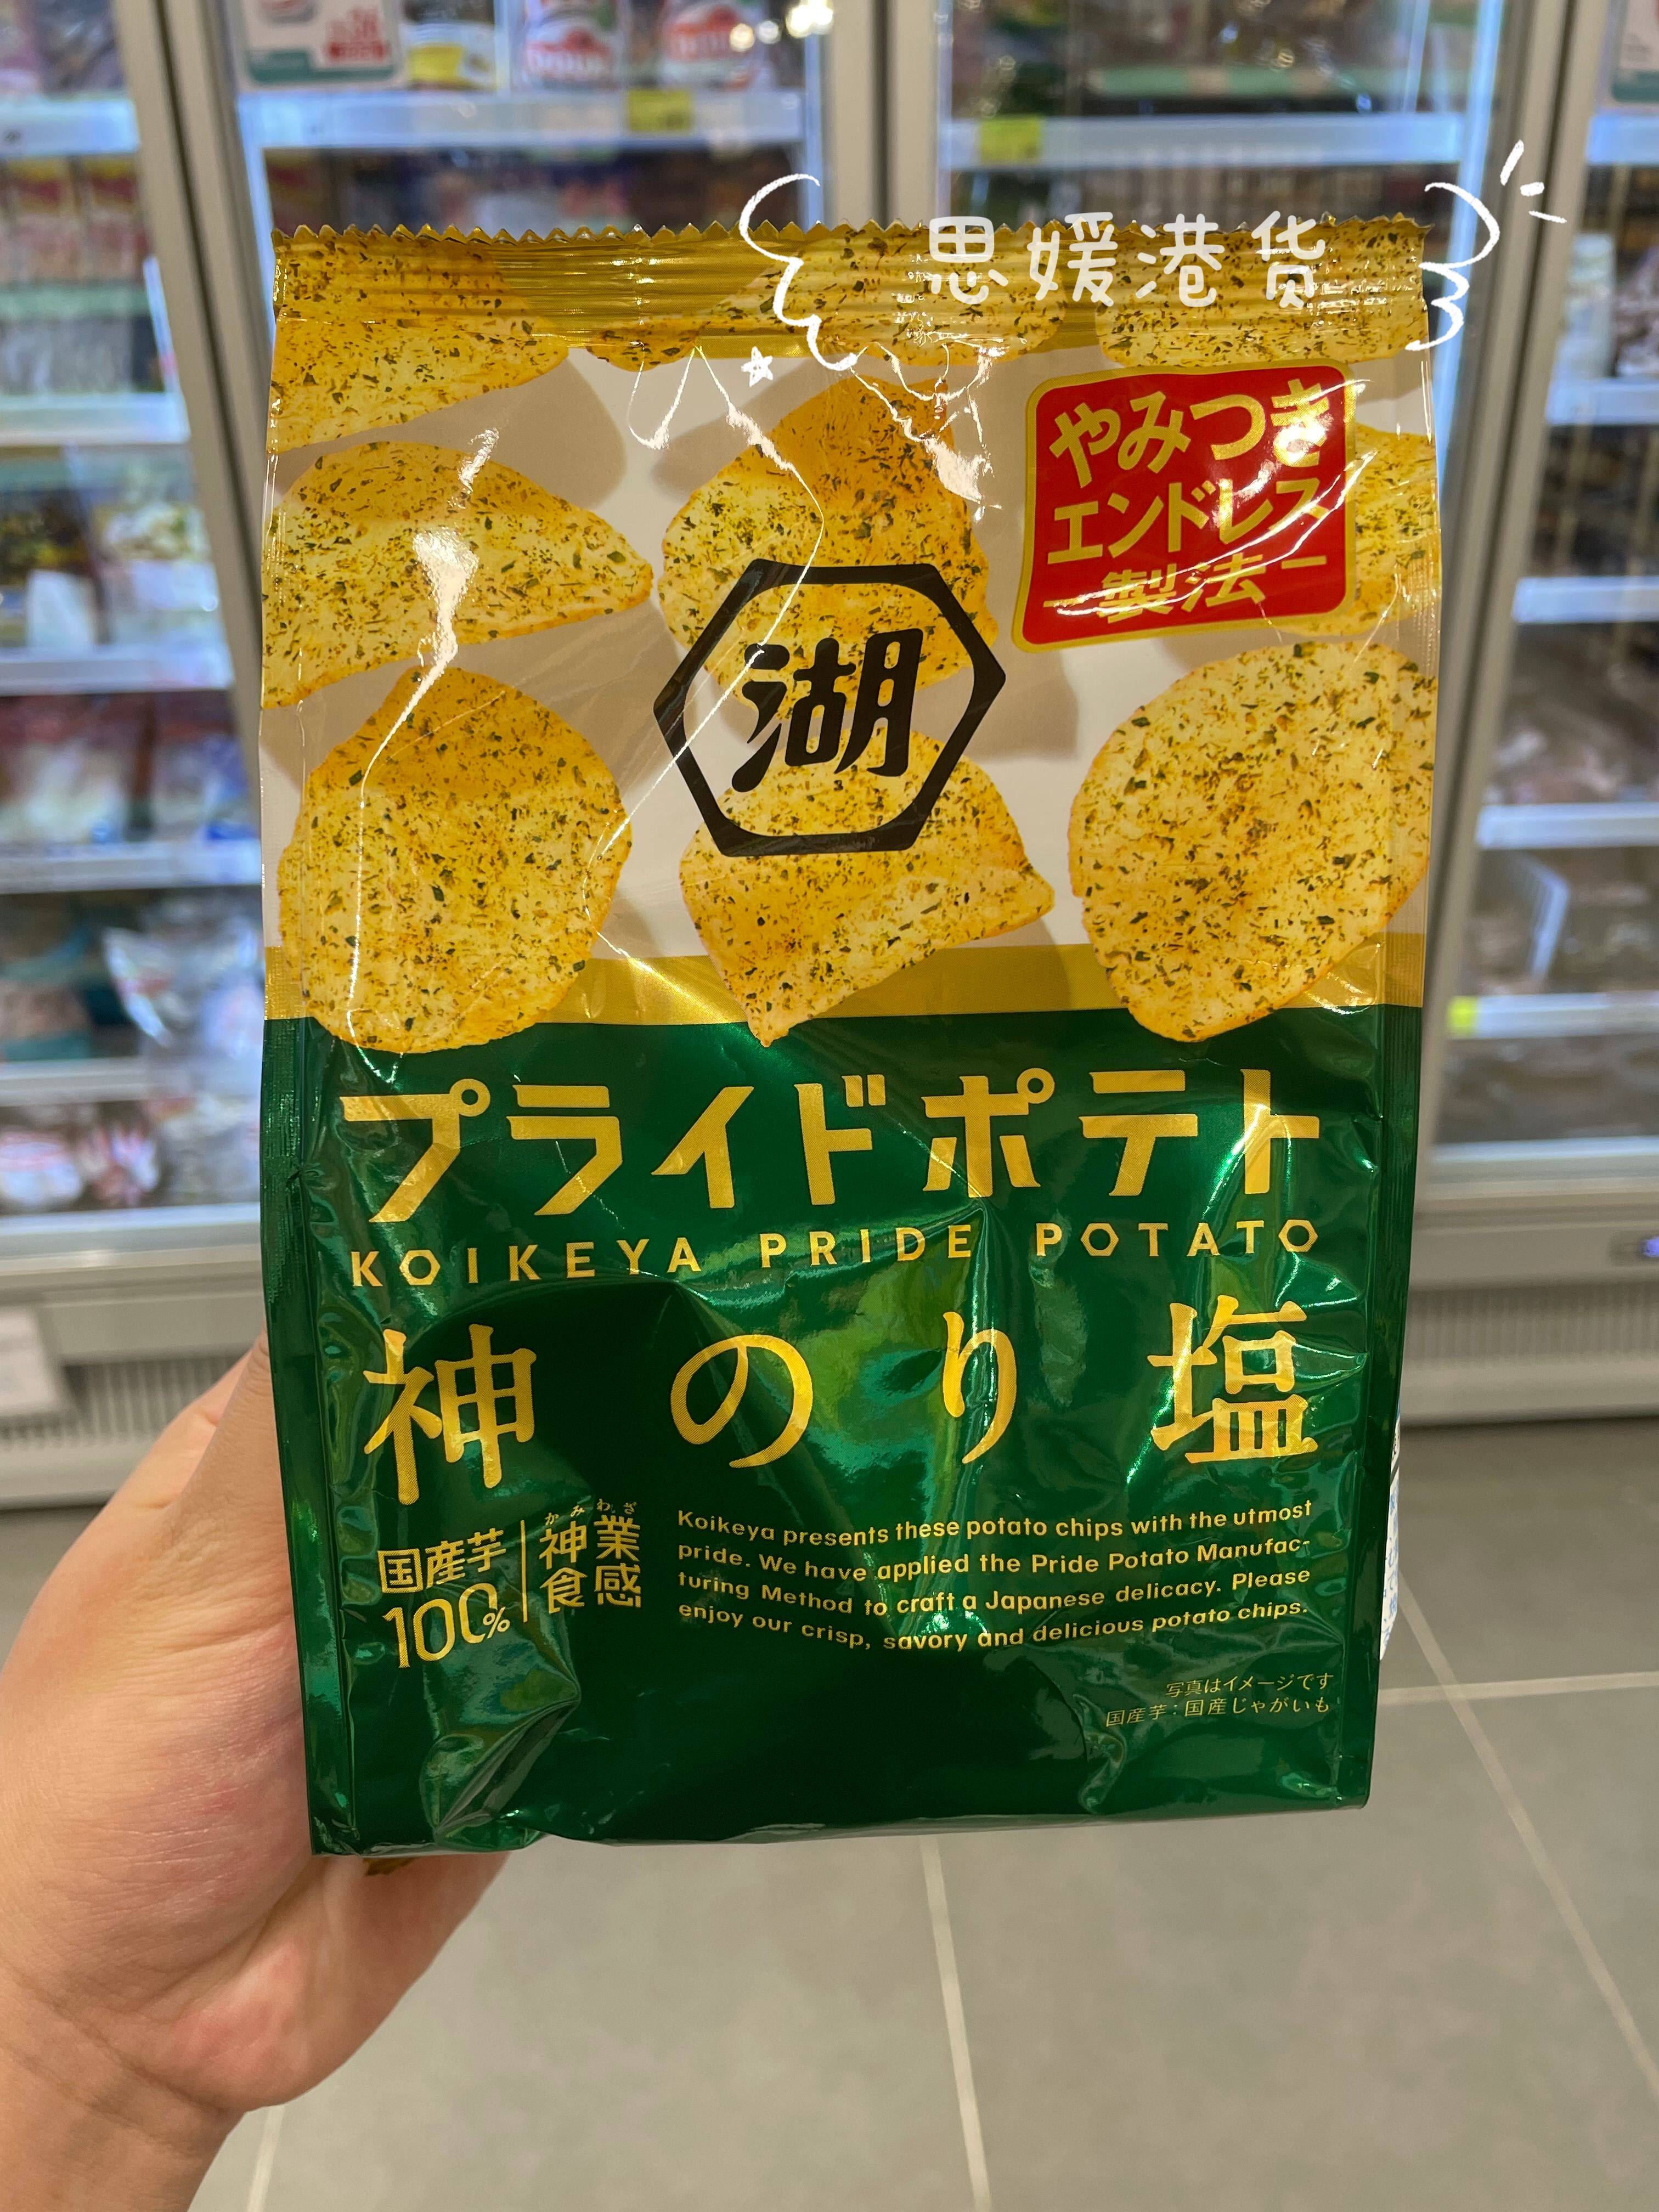 思媛港货
やみつき
エンドレス
製法
湖
プライドポテト
KOIKEYA PRIDE POTATO
神のり塩
国産芋
100%
かみわざ
神業
食感
Koikeya presents these potato chips with the utmost
pride. We have applied the Pride Potato Manufac-
turing Method to craft a Japanese delicacy. Please
enjoy our crisp, savory and delicious potato chips.
写真はイメージです
国産芋:国産じゃがいも